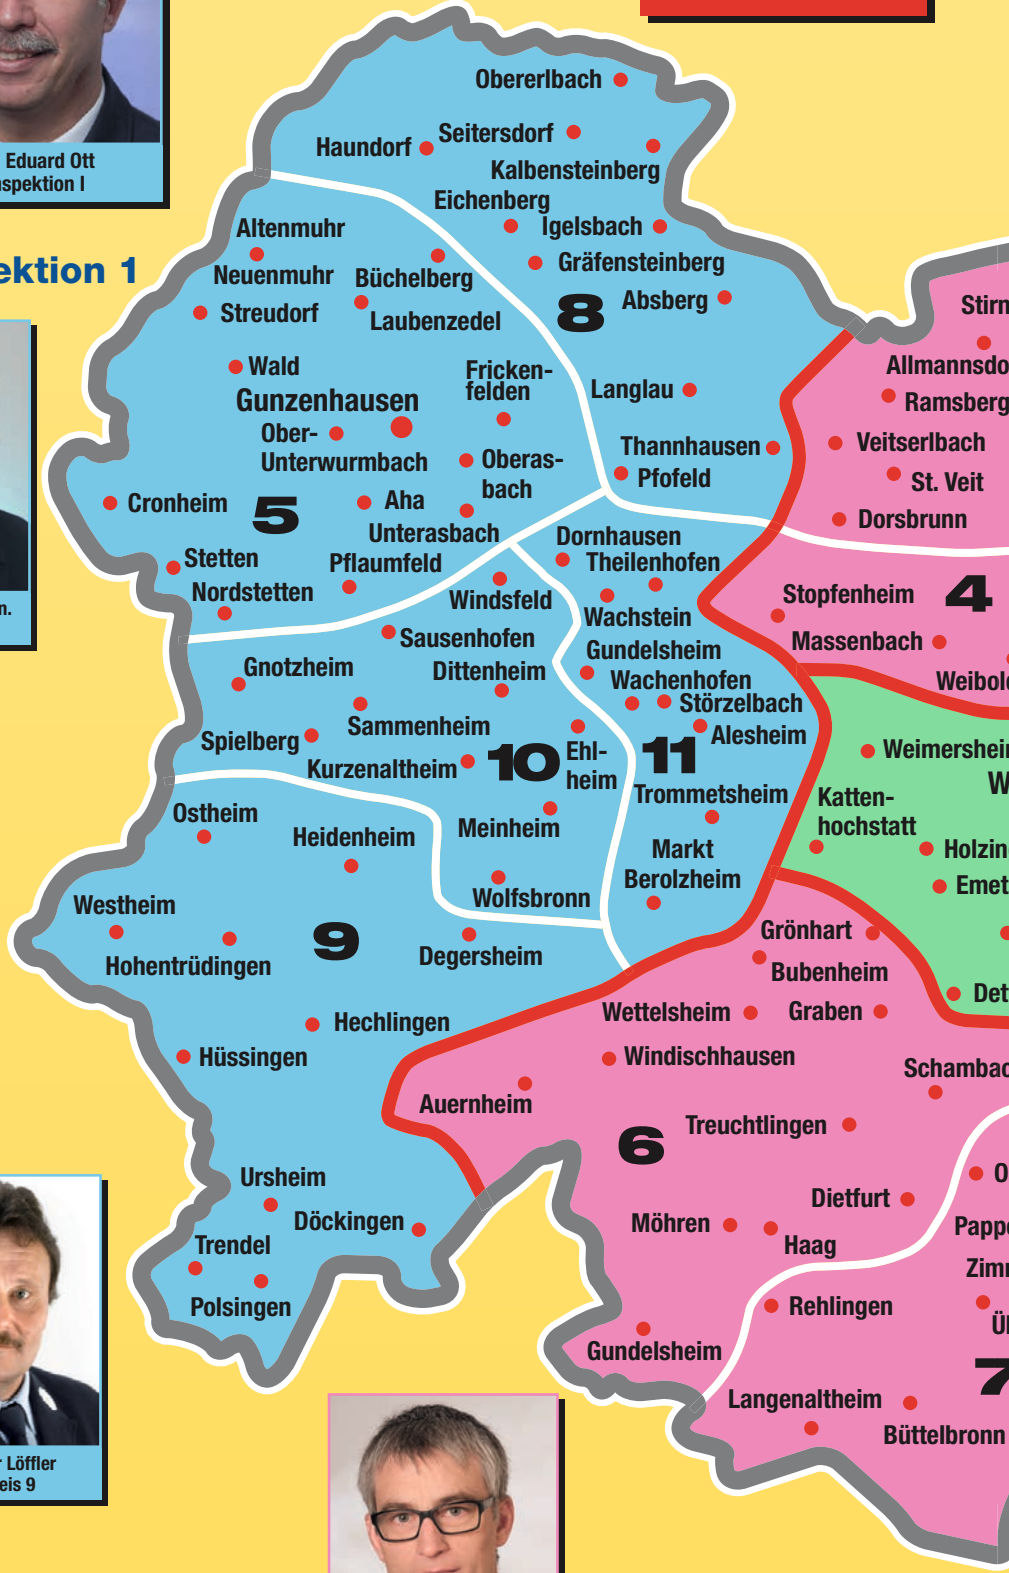 Eduard Ott
nspektion I
ektion 1
n.
Obererlbach
Haundorf
Seitersdorf
Kalbensteinberg
Eichenberg
Igelsbach
Gräfensteinberg
8
Absberg
Langlau
Thannhausen
Pfofeld
Altenmuhr
Neuenmuhr
Büchelberg
Streudorf
Laubenzedel
Wald
Fricken-
felden
Gunzenhausen
Ober-
Unterwurmbach
Oberas-
bach
Cronheim
5
Aha
Unterasbach
Stetten
Pflaumfeld
Nordstetten
Stirn
Allmannsdo
Ramsberg
Veitserlbach
St. Veit
Dorsbrunn
Stopfenheim
4
Massenbach
Weibol
Dornhausen
Theilenhofen
Wachstein
Gundelsheim
Wachenhofen
Störzelbach
Alesheim
11
Trommetsheim
Markt
Berolzheim
Windsfeld
Sausenhofen
Dittenheim
Gnotzheim
Sammenheim
Spielberg
Kurzenaltheim
10
Ehl-
heim
Meinheim
Wolfsbronn
Weimershei
W
Katten-
hochstatt
Holzin
Emet
Det
Ostheim
Heidenheim
Westheim
9
Hohentrüdingen
Degersheim
Hechlingen
Hüssingen
Ursheim
Döckingen
Trendel
Polsingen
Grönhart
Bubenheim
Wettelsheim
Graben
Windischhausen
Schambac
Auernheim
6
Treuchtlingen
Dietfurt
Möhren
Haag
Gundelsheim
O
Pappe
Zimm
Rehlingen
Ü
7
Langenaltheim
Büttelbronn
r Löffler
eis 9